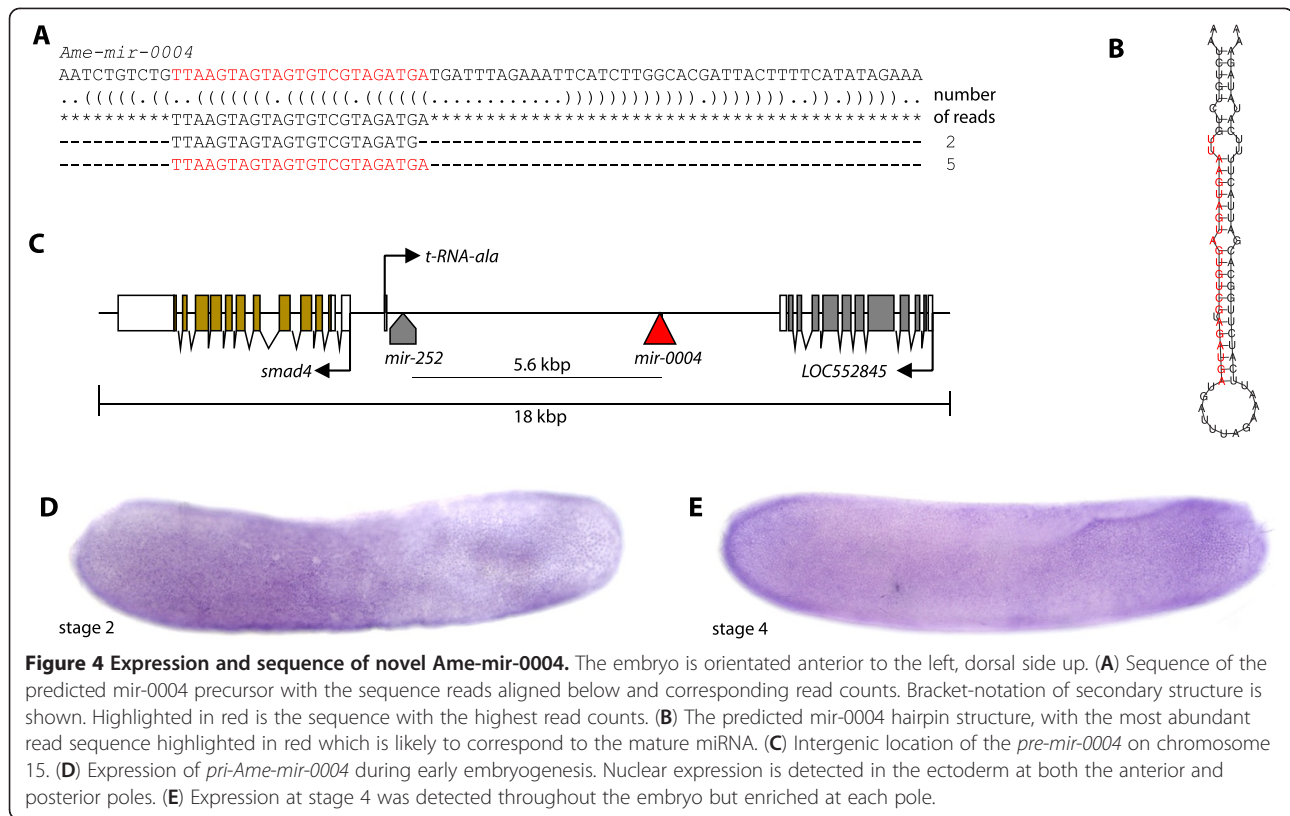 A
Ame-mir-0004
AATCTGTCTGTTAAGTAGTAGTGTCGTAGATGATGATTTAGAAATTCATCTTGGCACGATTACTTTTCATATAGAAA
..(((((.((..(((((((.((((((.((((((............)))))))))))).)))))))..)).)))))..
number of reads
**********TTAAGTAGTAGTGTCGTAGATGA********************************************
----------TTAAGTAGTAGTGTCGTAGATG--------------------------------------------- 2
----------TTAAGTAGTAGTGTCGTAGATGA-------------------------------------------- 5
B
C
t-RNA-ala
smad4
mir-252
mir-0004
LOC552845
5.6 kbp
18 kbp
D
stage 2
E
stage 4
Figure 4 Expression and sequence of novel Ame-mir-0004. The embryo is orientated anterior to the left, dorsal side up. (A) Sequence of the
predicted mir-0004 precursor with the sequence reads aligned below and corresponding read counts. Bracket-notation of secondary structure is
shown. Highlighted in red is the sequence with the highest read counts. (B) The predicted mir-0004 hairpin structure, with the most abundant
read sequence highlighted in red which is likely to correspond to the mature miRNA. (C) Intergenic location of the pre-mir-0004 on chromosome
15. (D) Expression of pri-Ame-mir-0004 during early embryogenesis. Nuclear expression is detected in the ectoderm at both the anterior and
posterior poles. (E) Expression at stage 4 was detected throughout the embryo but enriched at each pole.